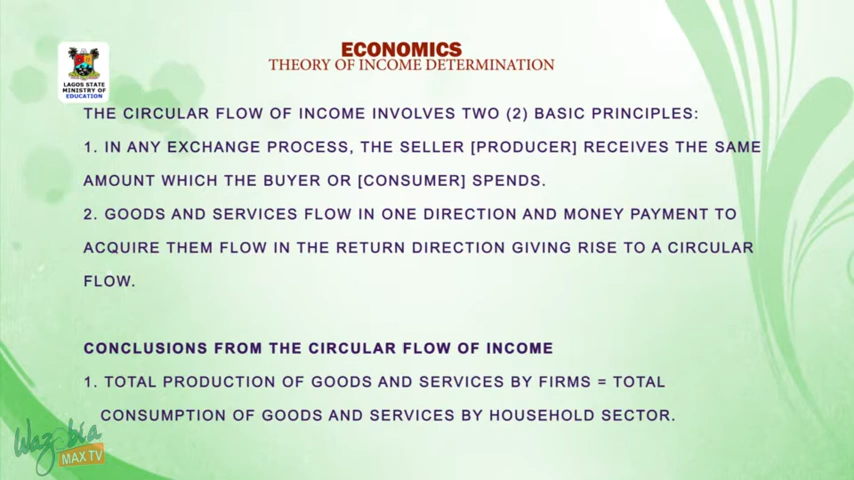 ECONOMICS
THEORY OF INCOME DETERMINATION
LAGOS STATE
MINISTRY OF
EDUCATION
THE CIRCULAR FLOW OF INCOME INVOLVES TWO (2) BASIC PRINCIPLES:
1. IN ANY EXCHANGE PROCESS, THE SELLER [PRODUCER] RECEIVES THE SAME
AMOUNT WHICH THE BUYER OR [CONSUMER] SPENDS.
2. GOODS AND SERVICES FLOW IN ONE DIRECTION AND MONEY PAYMENT TO
ACQUIRE THEM FLOW IN THE RETURN DIRECTION GIVING RISE TO A CIRCULAR
FLOW.
CONCLUSIONS FROM THE CIRCULAR FLOW OF INCOME
1. TOTAL PRODUCTION OF GOODS AND SERVICES BY FIRMS = TOTAL
CONSUMPTION OF GOODS AND SERVICES BY HOUSEHOLD SECTOR.
Wazobia
MAX TV